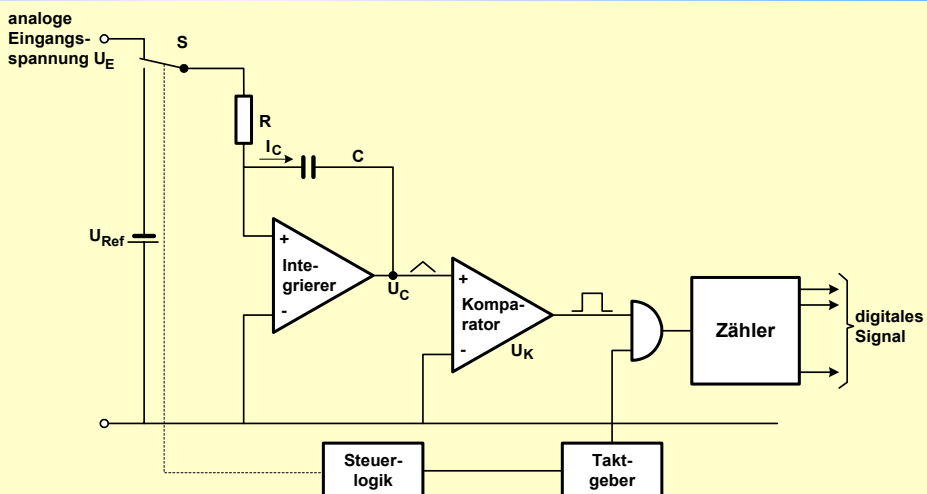 analoge
Eingangs-
spannung UE
S
R
IC
C
URef
+
Inte-
grierer
-
UC
+
Kompa-
rator
-
UK
Zähler
digitales
Signal
Steuer-
logik
Takt-
geber